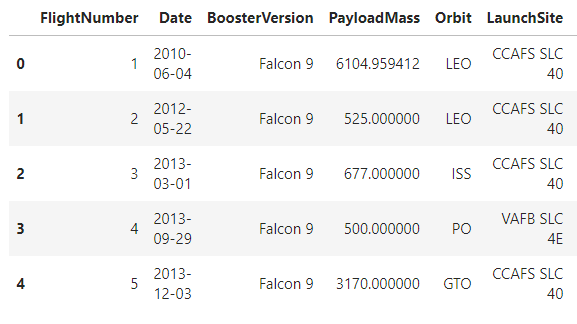 FlightNumber Date BoosterVersion PayloadMass Orbit LaunchSite
0 1 2010-06-04 Falcon 9 6104.959412 LEO CCAFS SLC 40
1 2 2012-05-22 Falcon 9 525.000000 LEO CCAFS SLC 40
2 3 2013-03-01 Falcon 9 677.000000 ISS CCAFS SLC 40
3 4 2013-09-29 Falcon 9 500.000000 PO VAFB SLC 4E
4 5 2013-12-03 Falcon 9 3170.000000 GTO CCAFS SLC 40